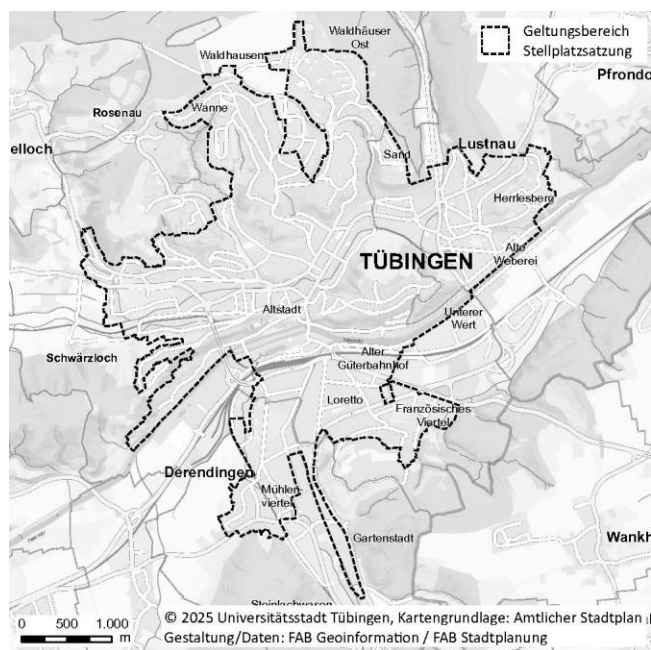 Geltungsbereich
Stellplatzsatzung
Waldhäuser
Ost
Waldhausen
Pfrondo
Rosenau
Wanne
elloch
Sand
Lustnau
Herrlesberg
TÜBINGEN
Alte
Weberei
Altstadt
Unterer
Wert
Schwärzloch
Alter
Güterbahnhof
Loretto
Französisches
Viertel
Derendingen
Mühlen-
viertel
Gartenstadt
Wankh
Steinlachwasen
0 500 1.000
m
© 2025 Universitätsstadt Tübingen, Kartengrundlage: Amtlicher Stadtplan
Gestaltung/Daten: FAB Geoinformation / FAB Stadtplanung